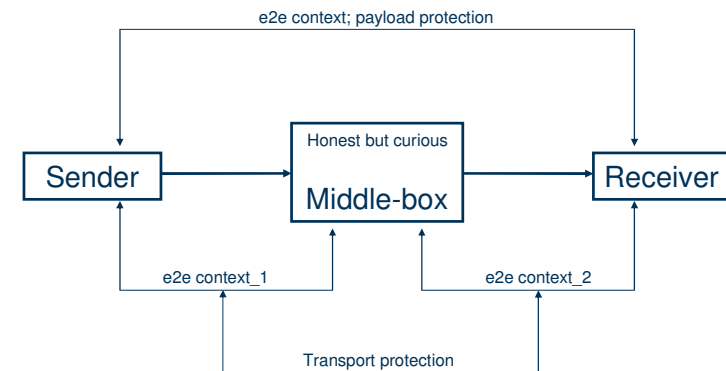 e2e context; payload protection
Honest but curious
Sender
Middle-box
Receiver
e2e context_1
e2e context_2
Transport protection